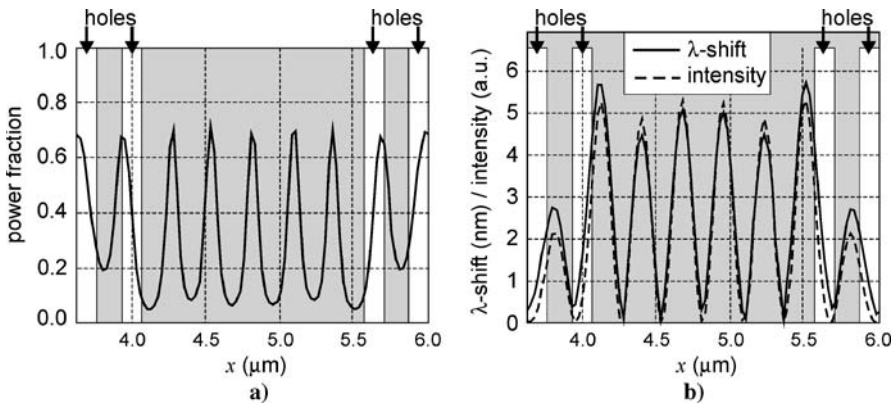 holes holes
1.0
0.8
0.6
0.4
0.2
0.0
power fraction
4.0 4.5 5.0 5.5 6.0
x (µm)
a)
holes holes
λ-shift
intensity
6
5
4
3
2
1
0
λ-shift (nm) / intensity (a.u.)
4.0 4.5 5.0 5.5 6.0
x (µm)
b)